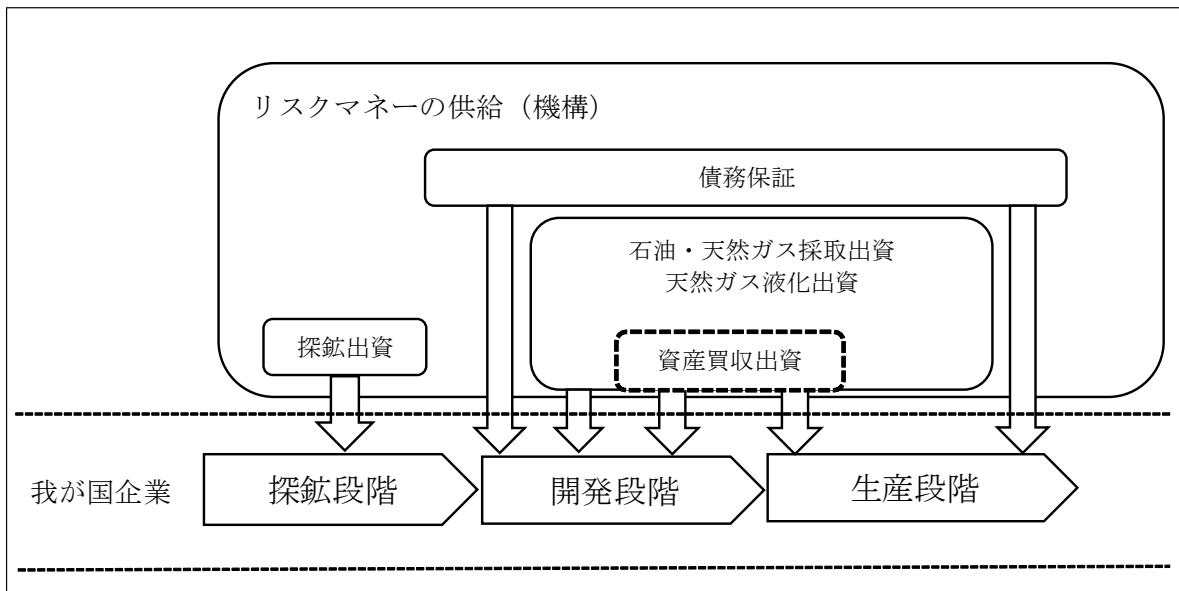 リスクマネーの供給（機構）
債務保証
石油・天然ガス採取出資
天然ガス液化出資
探鉱出資
資産買収出資
我が国企業
探鉱段階
開発段階
生産段階